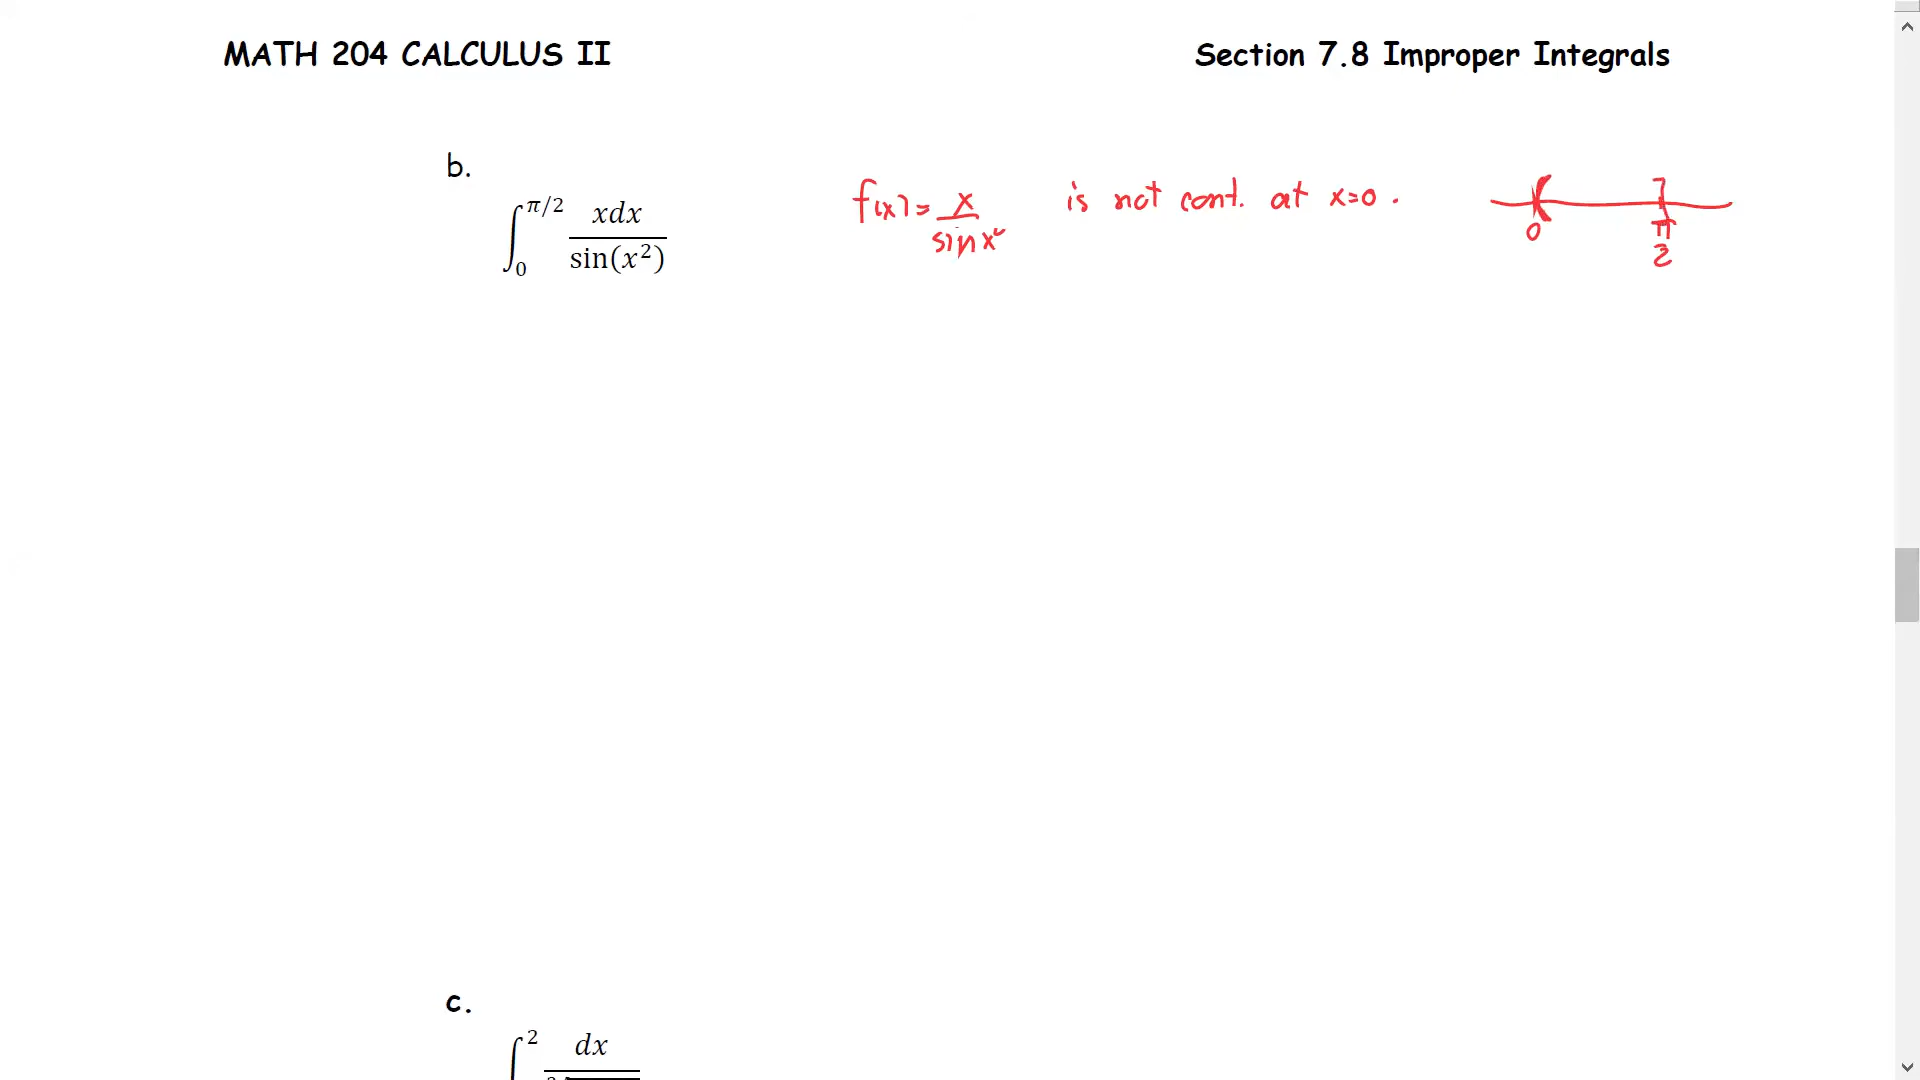 MATH 204 CALCULUS II Section 7.8 Improper Integrals
b.
∫₀^{π/2} xdx / sin(x²) f(x) = x / sin x² is not cont. at x=0 . 0 π/2
c.
∫² dx